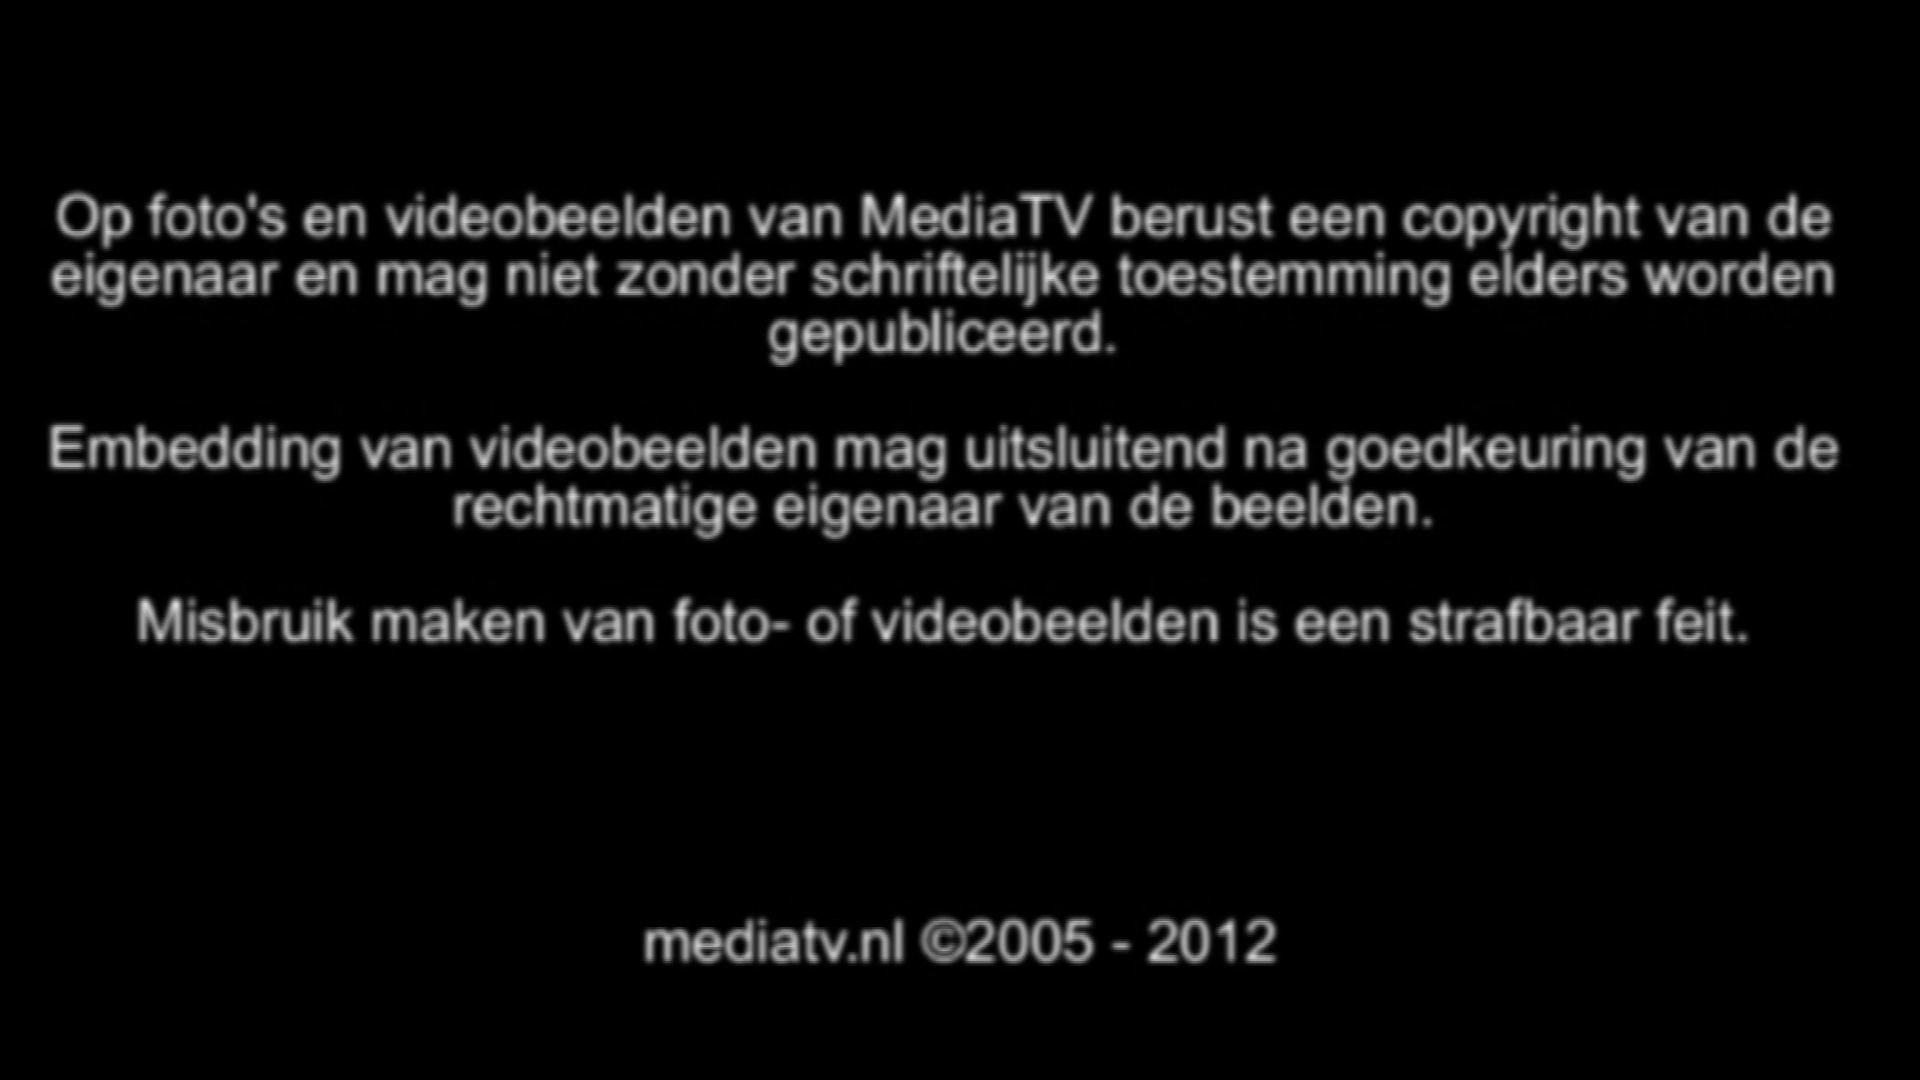 Op foto's en videobeelden van MediaTV berust een copyright van de
eigenaar en mag niet zonder schriftelijke toestemming elders worden
gepubliceerd.
Embedding van videobeelden mag uitsluitend na goedkeuring van de
rechtmatige eigenaar van de beelden.
Misbruik maken van foto- of videobeelden is een strafbaar feit.
mediatv.nl ©2005 - 2012